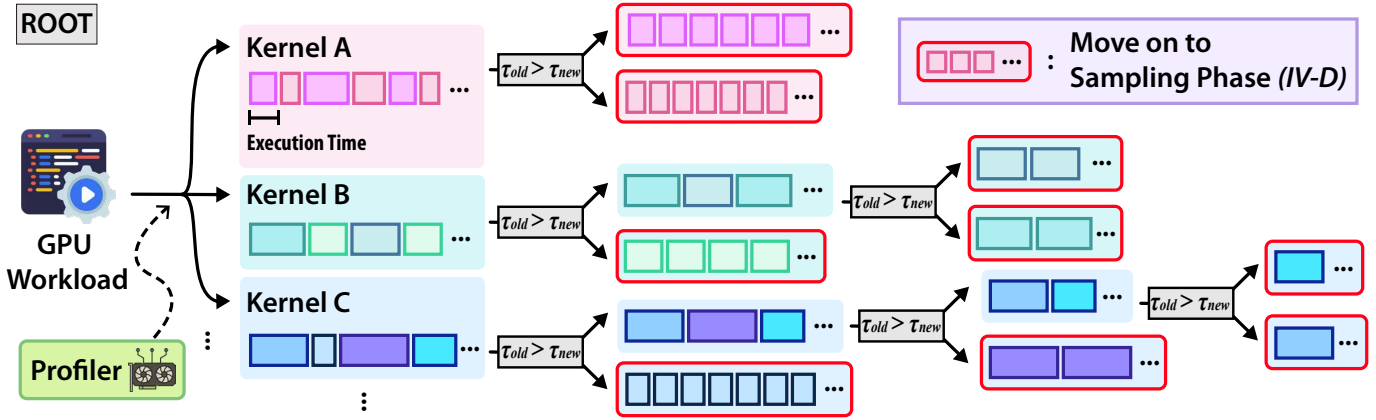 ROOT
Kernel A
...
Execution Time
τold > τnew
...
...
... : Move on to
Sampling Phase (IV-D)
GPU
Workload
Kernel B
...
τold > τnew
...
...
τold > τnew
...
...
Profiler
...
Kernel C
...
...
τold > τnew
...
...
τold > τnew
...
...
τold > τnew
...
...